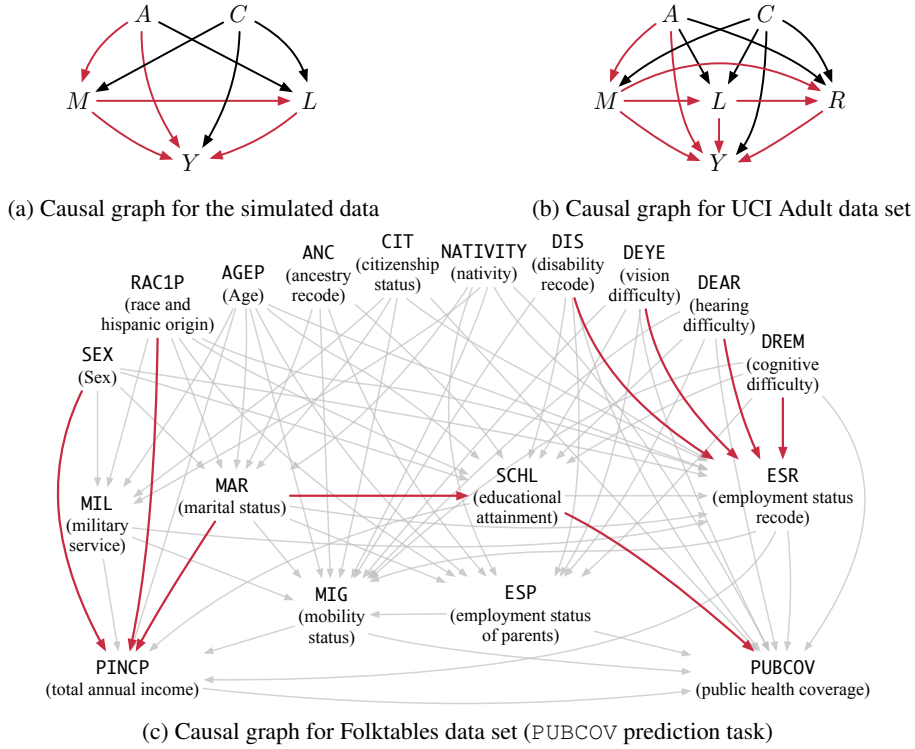 A C
M L
Y
(a) Causal graph for the simulated data
A C
M L R
Y
(b) Causal graph for UCI Adult data set
RAC1P
(race and
hispanic origin)
AGEP
(Age)
ANC
(ancestry
recode)
CIT
(citizenship
status)
NATIVITY
(nativity)
DIS
(disability
recode)
DEYE
(vision
difficulty)
DEAR
(hearing
difficulty)
DREM
(cognitive
difficulty)
SEX
(Sex)
MIL
(military
service)
MAR
(marital status)
SCHL
(educational
attainment)
ESR
(employment status
recode)
MIG
(mobility
status)
ESP
(employment status
of parents)
PINCP
(total annual income)
PUBCOV
(public health coverage)
(c) Causal graph for Folktables data set (PUBCOV prediction task)